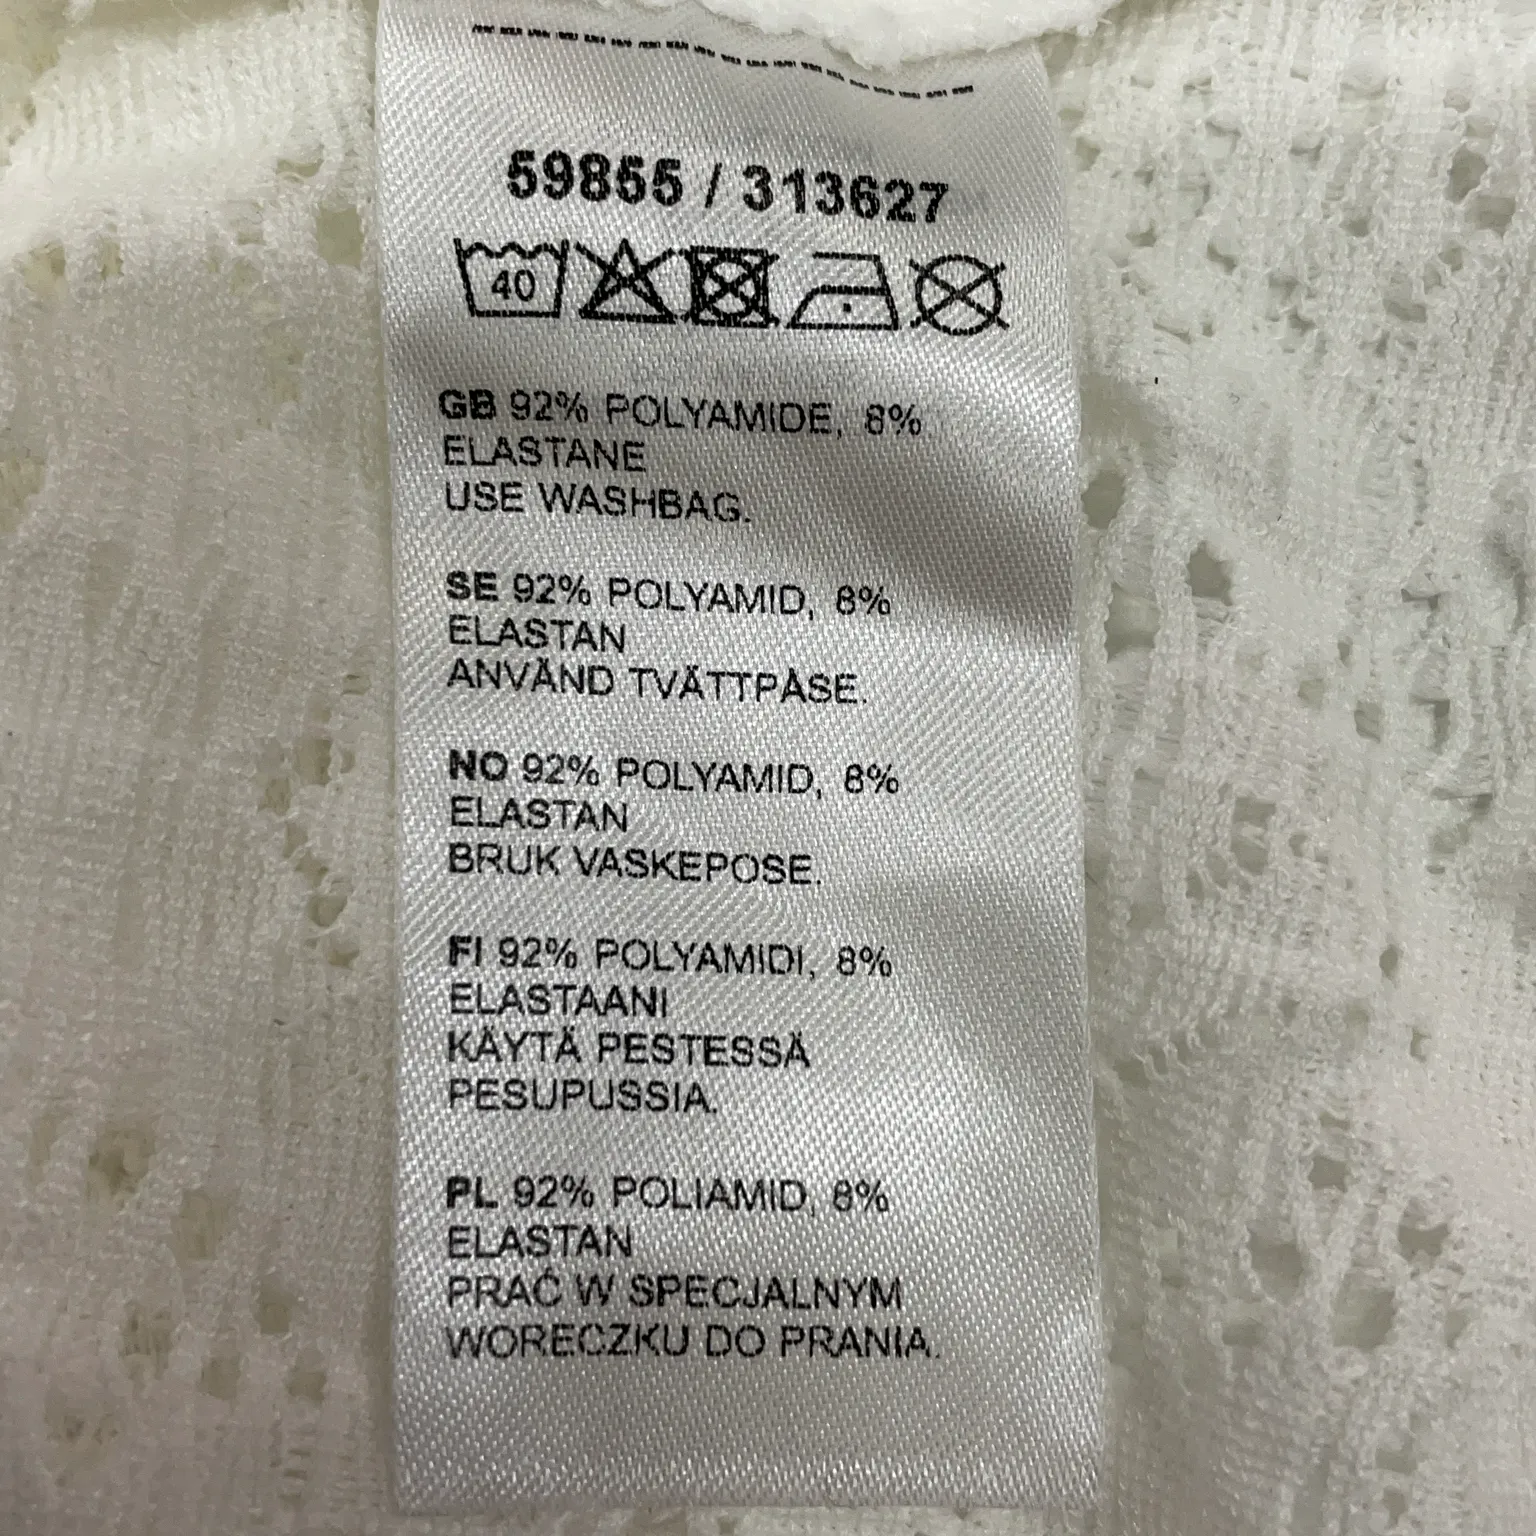 59855 / 313627
40
GB 92% POLYAMIDE, 8%
ELASTANE
USE WASHBAG.
SE 92% POLYAMID, 8%
ELASTAN
ANVÄND TVÄTTPÅSE.
NO 92% POLYAMID, 8%
ELASTAN
BRUK VASKEPOSE.
FI 92% POLYAMIDI, 8%
ELASTAANI
KÄYTÄ PESTESSÄ
PESUPUSSIA.
PL 92% POLIAMID, 8%
ELASTAN
PRAĆ W SPECJALNYM
WORECZKU DO PRANIA.